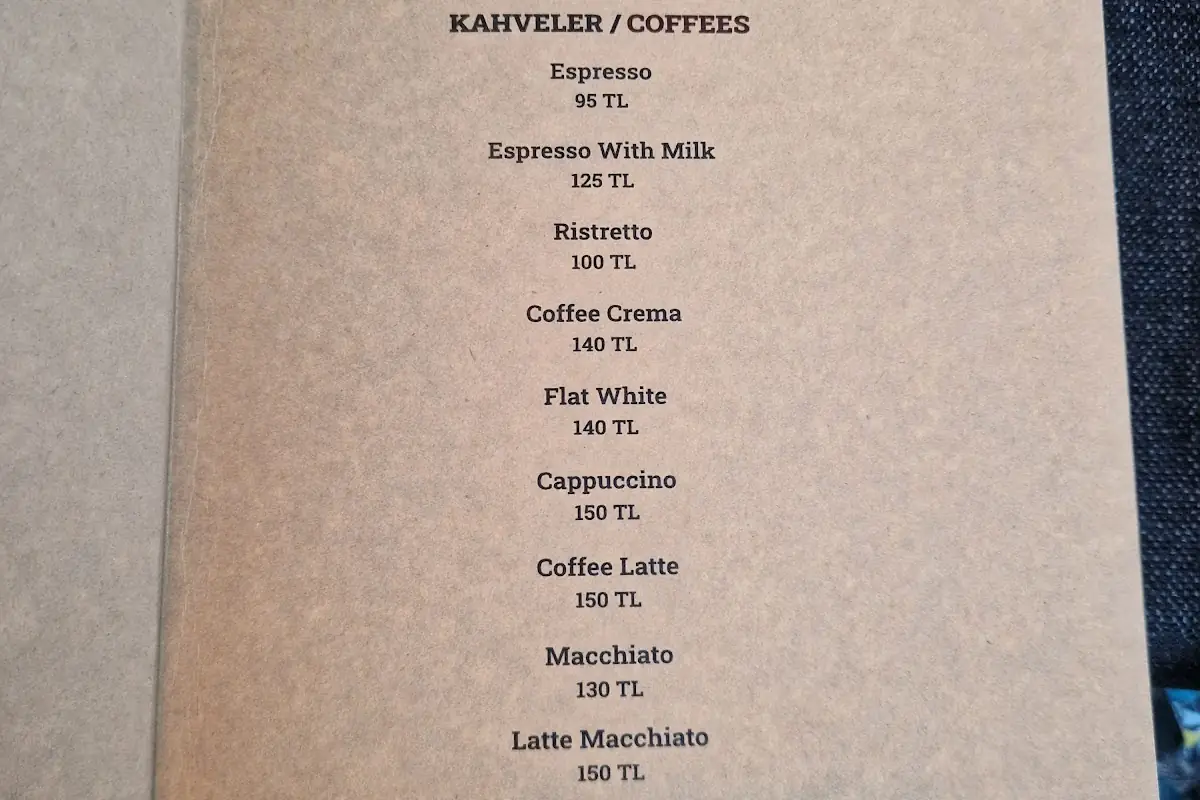 KAHVELER / COFFEES
Espresso
95 TL
Espresso With Milk
125 TL
Ristretto
100 TL
Coffee Crema
140 TL
Flat White
140 TL
Cappuccino
150 TL
Coffee Latte
150 TL
Macchiato
130 TL
Latte Macchiato
150 TL